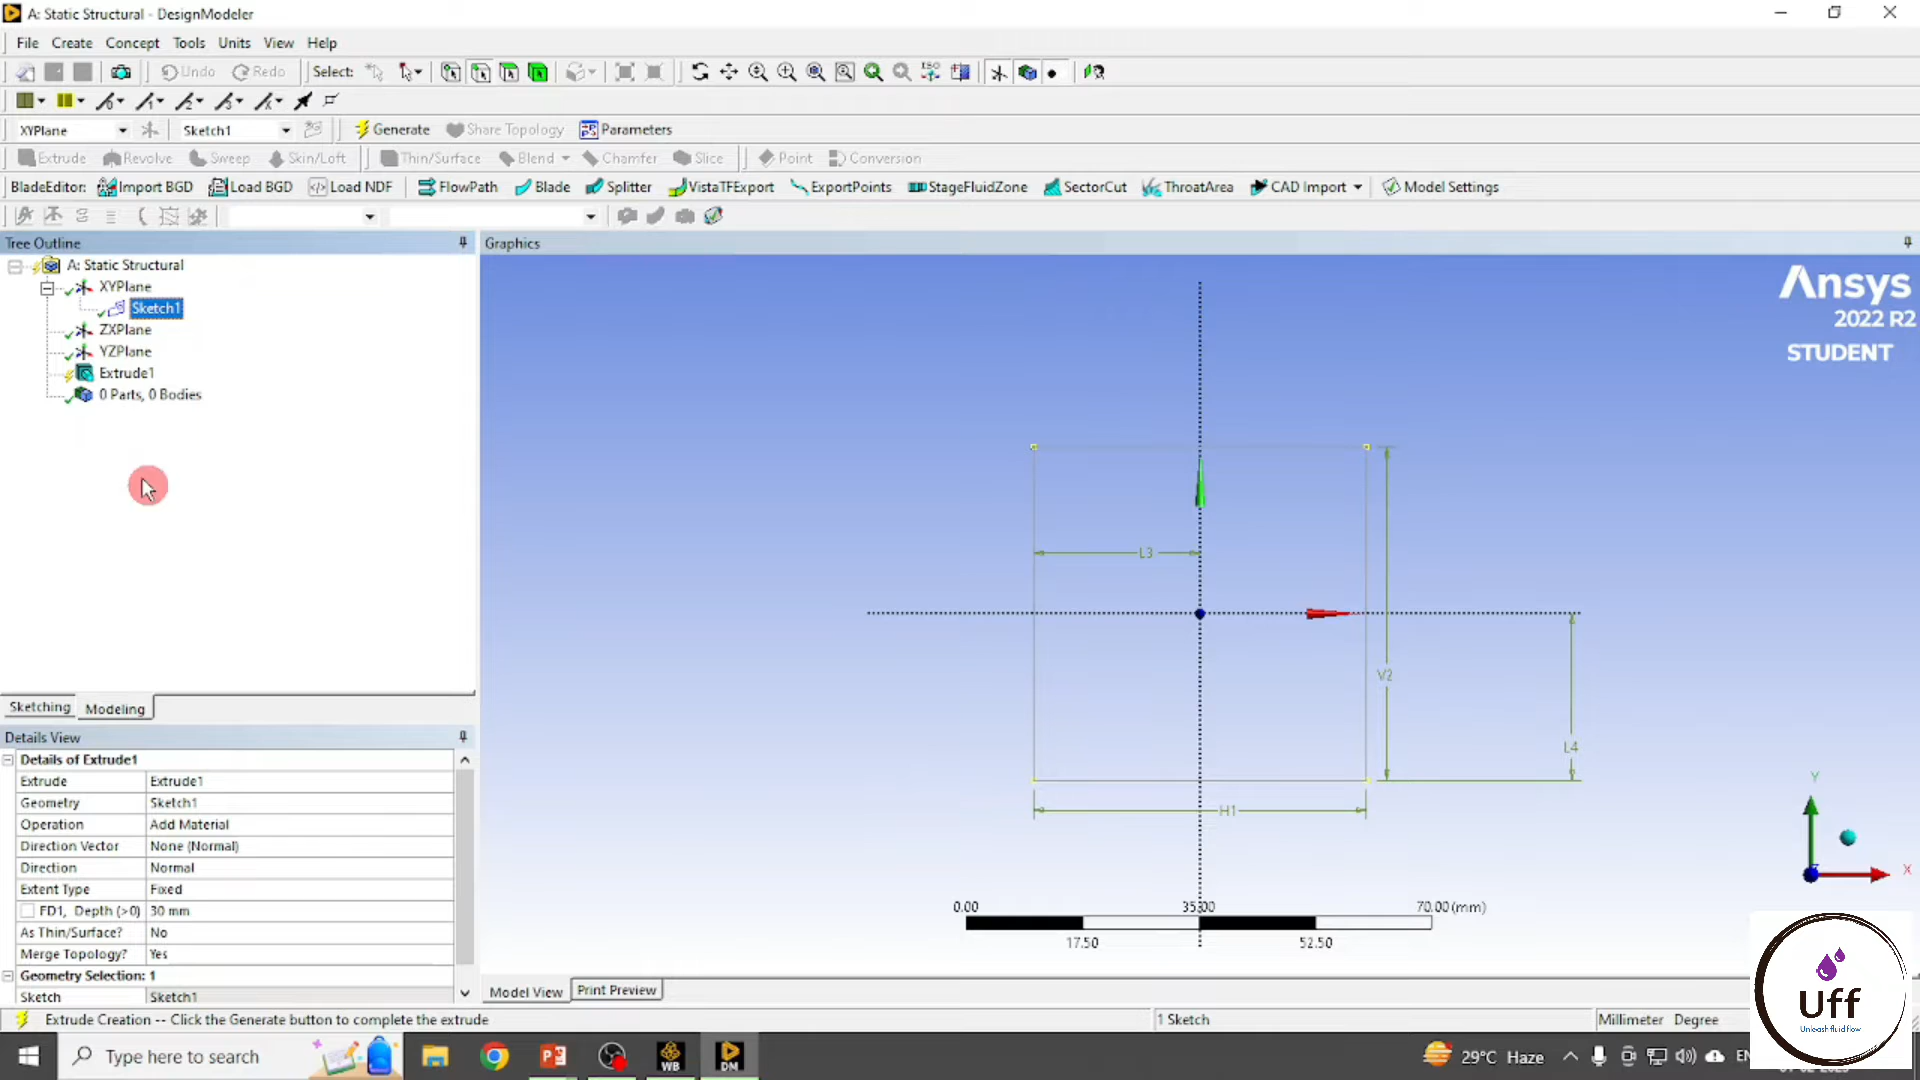 A: Static Structural - DesignModeler
File Create Concept Tools Units View Help
Undo Redo Select: ISO
XYPlane Sketch1 Generate Share Topology Parameters
Extrude Revolve Sweep Skin/Loft Thin/Surface Blend Chamfer Slice Point Conversion
BladeEditor: Import BGD Load BGD Load NDF FlowPath Blade Splitter VistaTFExport ExportPoints StageFluidZone SectorCut ThroatArea CAD Import Model Settings
Tree Outline
A: Static Structural
XYPlane
Sketch1
ZXPlane
YZPlane
Extrude1
0 Parts, 0 Bodies
Sketching Modeling
Details View
Details of Extrude1
Extrude Extrude1
Geometry Sketch1
Operation Add Material
Direction Vector None (Normal)
Direction Normal
Extent Type Fixed
FD1, Depth (>0) 30 mm
As Thin/Surface? No
Merge Topology? Yes
Geometry Selection: 1
Sketch Sketch1
Graphics
Ansys
2022 R2
STUDENT
L3
V2
L4
H1
Y
X
0.00 35.00 70.00 (mm)
17.50 52.50
Model View Print Preview
Extrude Creation -- Click the Generate button to complete the extrude 1 Sketch Millimeter Degree
Uff
Unleash fluid flow
Type here to search
WB
DM
29°C Haze